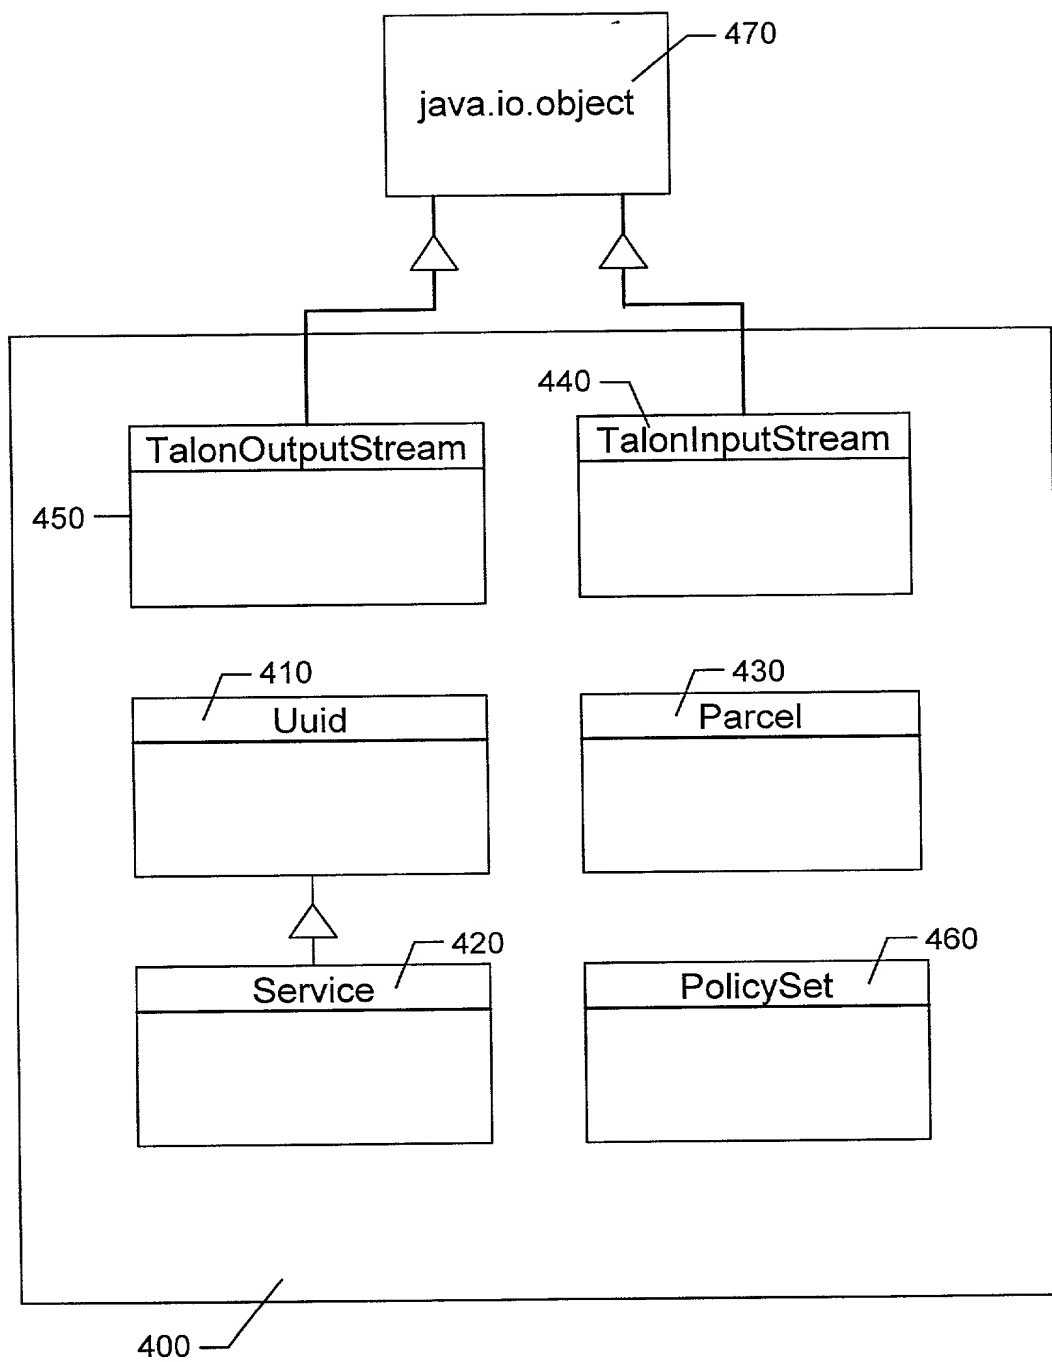 470
java.io.object
440
TalonOutputStream
TalonInputStream
450
410
430
Uuid
Parcel
420
460
Service
PolicySet
400